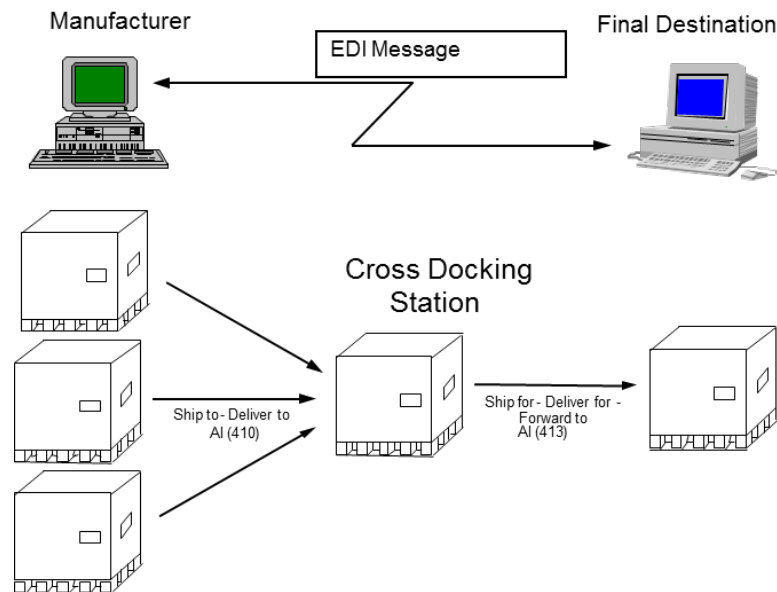 Manufacturer
EDI Message
Final Destination
Cross Docking
Station
Ship to - Deliver to
AI (410)
Ship for - Deliver for -
Forward to
AI (413)